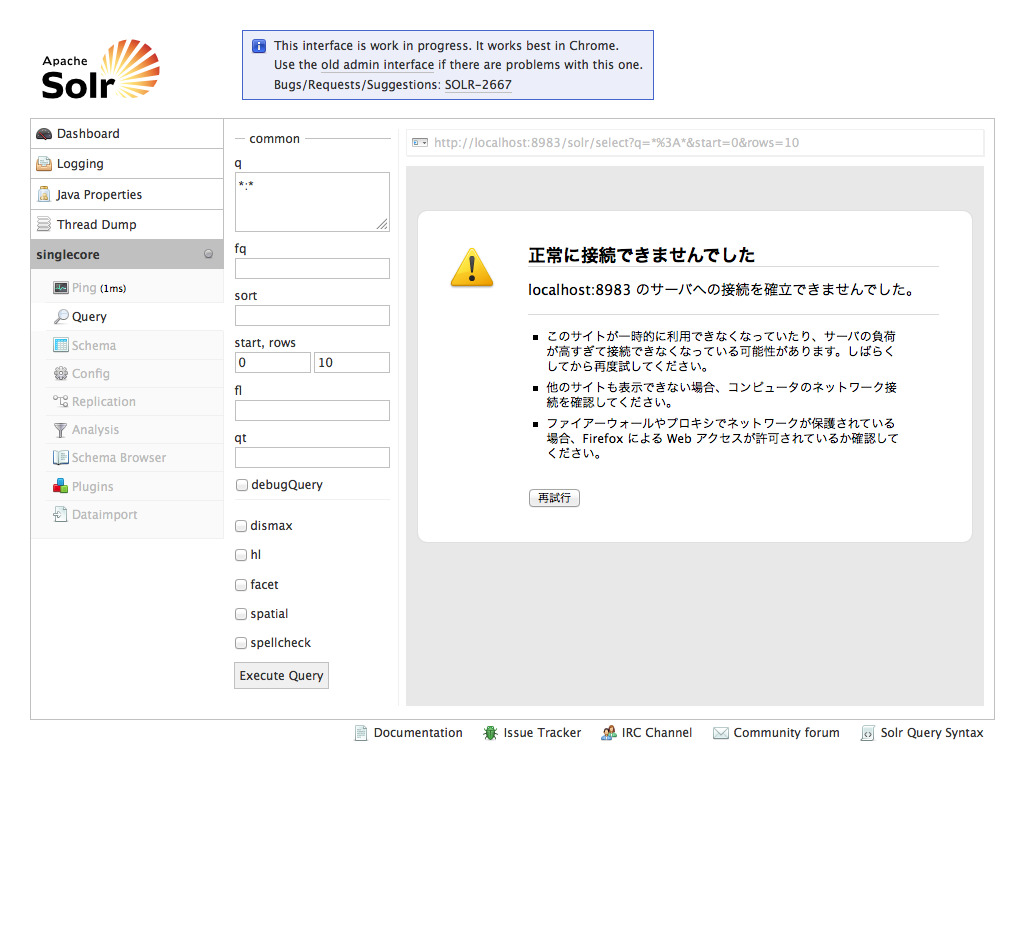 Apache
Solr
This interface is work in progress. It works best in Chrome.
Use the old admin interface if there are problems with this one.
Bugs/Requests/Suggestions: SOLR-2667
Dashboard
Logging
Java Properties
Thread Dump
singlecore
Ping (1ms)
Query
Schema
Config
Replication
Analysis
Schema Browser
Plugins
Dataimport
common
q
*:*
fq
sort
start, rows
0
10
fl
qt
debugQuery
dismax
hl
facet
spatial
spellcheck
Execute Query
http://localhost:8983/solr/select?q=*%3A*&start=0&rows=10
正常に接続できませんでした
localhost:8983 のサーバへの接続を確立できませんでした。
このサイトが一時的に利用できなくなっていたり、サーバの負荷
が高すぎて接続できなくなっている可能性があります。しばらく
してから再度試してください。
他のサイトも表示できない場合、コンピュータのネットワーク接
続を確認してください。
ファイアーウォールやプロキシでネットワークが保護されている
場合、Firefox による Web アクセスが許可されているか確認して
ください。
再試行
Documentation
Issue Tracker
IRC Channel
Community forum
Solr Query Syntax